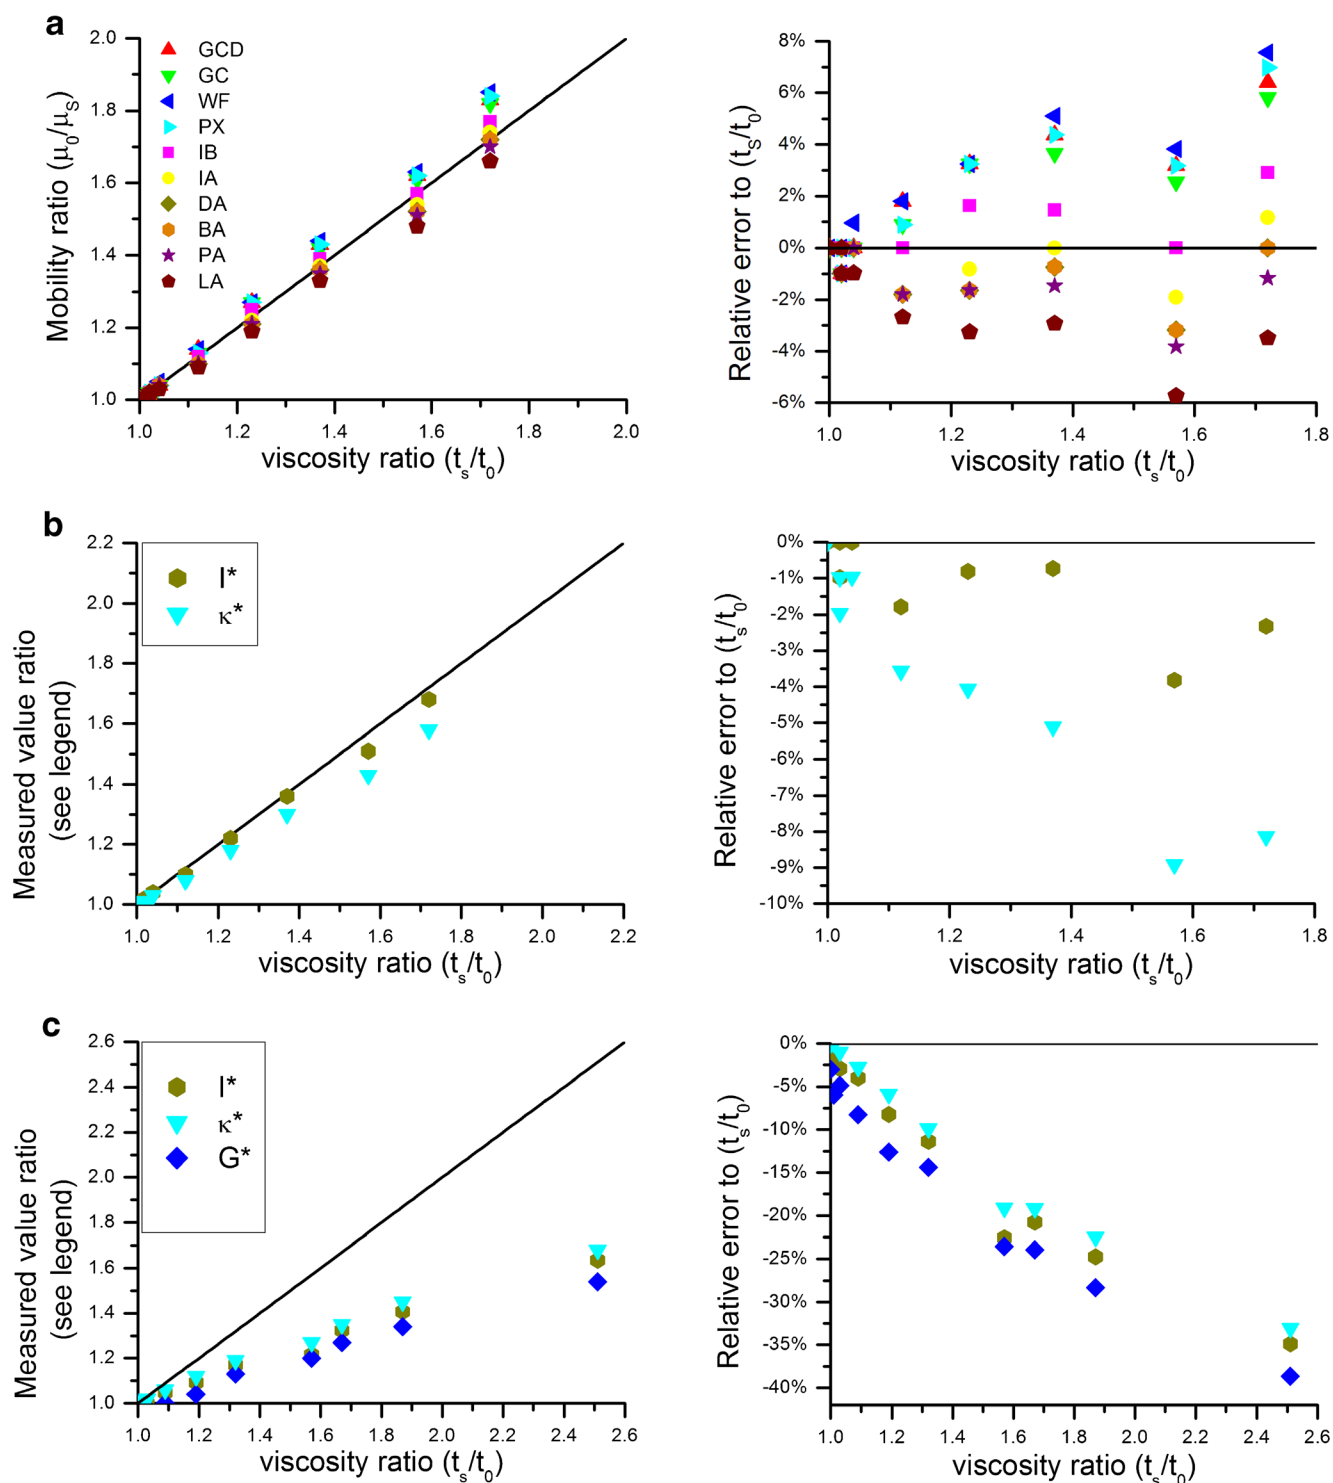 a
Mobility ratio (μ0/μS)
2.0
1.8
1.6
1.4
1.2
1.0
GCD
GC
WF
PX
IB
IA
DA
BA
PA
LA
1.0 1.2 1.4 1.6 1.8 2.0
viscosity ratio (ts/t0)
Relative error to (tS/t0)
8%
6%
4%
2%
0%
-2%
-4%
-6%
1.0 1.2 1.4 1.6 1.8
viscosity ratio (ts/t0)
b
Measured value ratio
(see legend)
2.2
2.0
1.8
1.6
1.4
1.2
1.0
I*
κ*
1.0 1.2 1.4 1.6 1.8 2.0 2.2
viscosity ratio (ts/t0)
Relative error to (ts/t0)
0%
-1%
-2%
-3%
-4%
-5%
-6%
-7%
-8%
-9%
-10%
1.0 1.2 1.4 1.6 1.8
viscosity ratio (ts/t0)
c
Measured value ratio
(see legend)
2.6
2.4
2.2
2.0
1.8
1.6
1.4
1.2
1.0
I*
κ*
G*
1.0 1.2 1.4 1.6 1.8 2.0 2.2 2.4 2.6
viscosity ratio (ts/t0)
Relative error to (ts/t0)
0%
-5%
-10%
-15%
-20%
-25%
-30%
-35%
-40%
1.0 1.2 1.4 1.6 1.8 2.0 2.2 2.4 2.6
viscosity ratio (ts/t0)